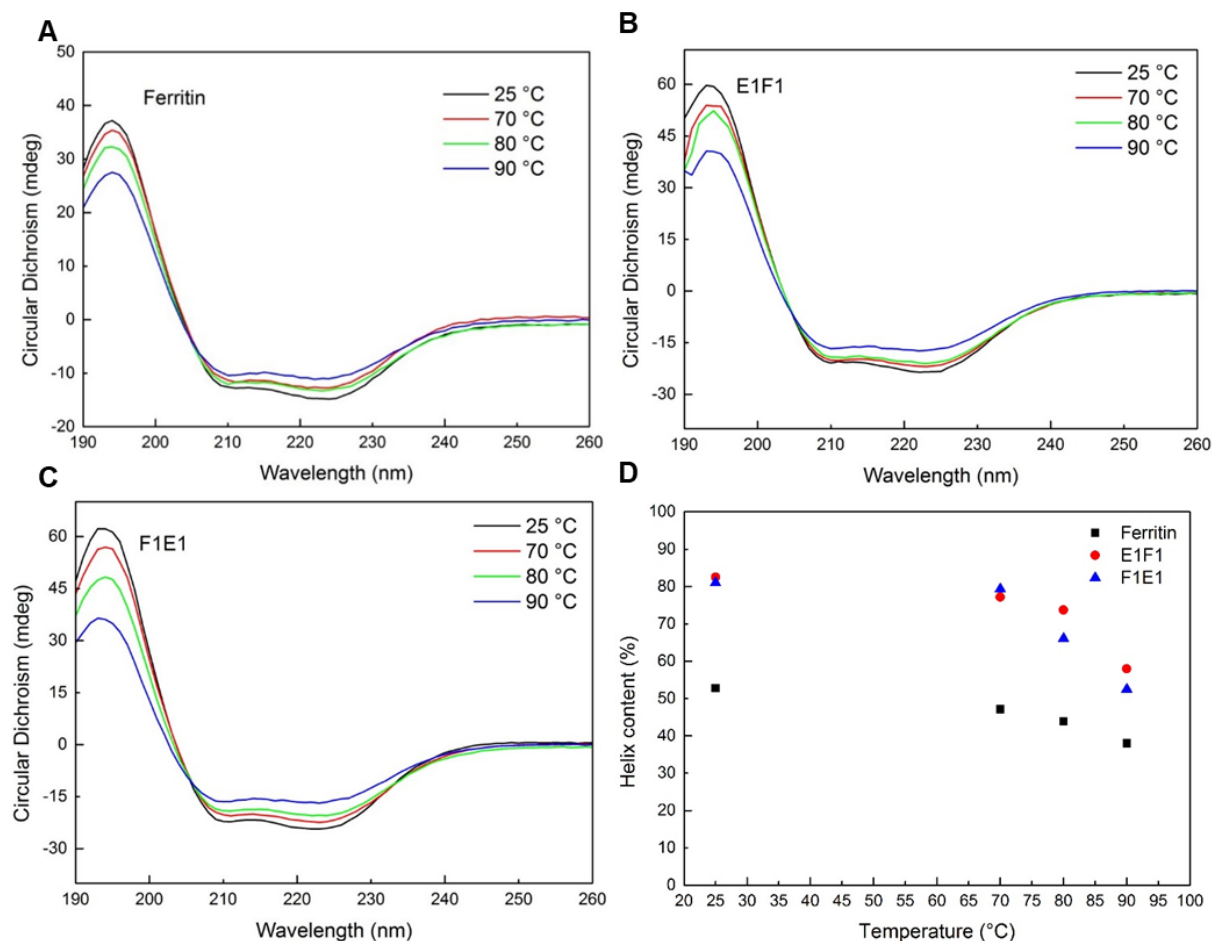 A
Ferritin
25 °C
70 °C
80 °C
90 °C
50
40
30
20
10
0
-10
-20
Circular Dichroism (mdeg)
190 200 210 220 230 240 250 260
Wavelength (nm)
B
E1F1
25 °C
70 °C
80 °C
90 °C
60
45
30
15
0
-15
-30
Circular Dichroism (mdeg)
190 200 210 220 230 240 250 260
Wavelength (nm)
C
F1E1
25 °C
70 °C
80 °C
90 °C
60
45
30
15
0
-15
-30
Circular Dichroism (mdeg)
190 200 210 220 230 240 250 260
Wavelength (nm)
D
Ferritin
E1F1
F1E1
100
90
80
70
60
50
40
30
20
10
0
Helix content (%)
20 25 30 35 40 45 50 55 60 65 70 75 80 85 90 95 100
Temperature (°C)